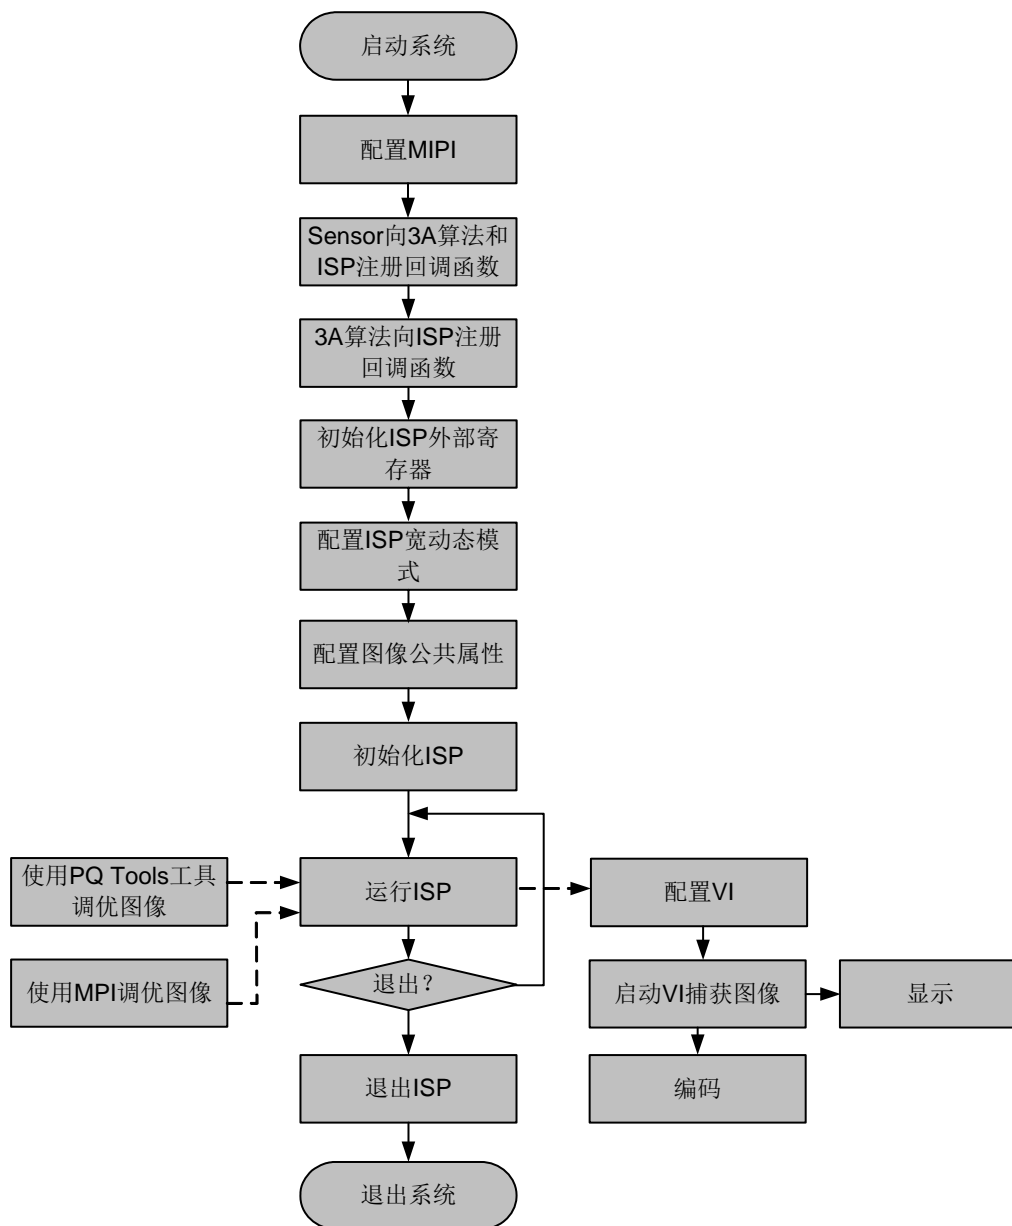 启动系统
配置MIPI
Sensor向3A算法和
ISP注册回调函数
3A算法向ISP注册
回调函数
初始化ISP外部寄
存器
配置ISP宽动态模
式
配置图像公共属性
初始化ISP
使用PQ Tools工具
调优图像
运行ISP
配置VI
使用MPI调优图像
退出？
启动VI捕获图像
显示
退出ISP
编码
退出系统